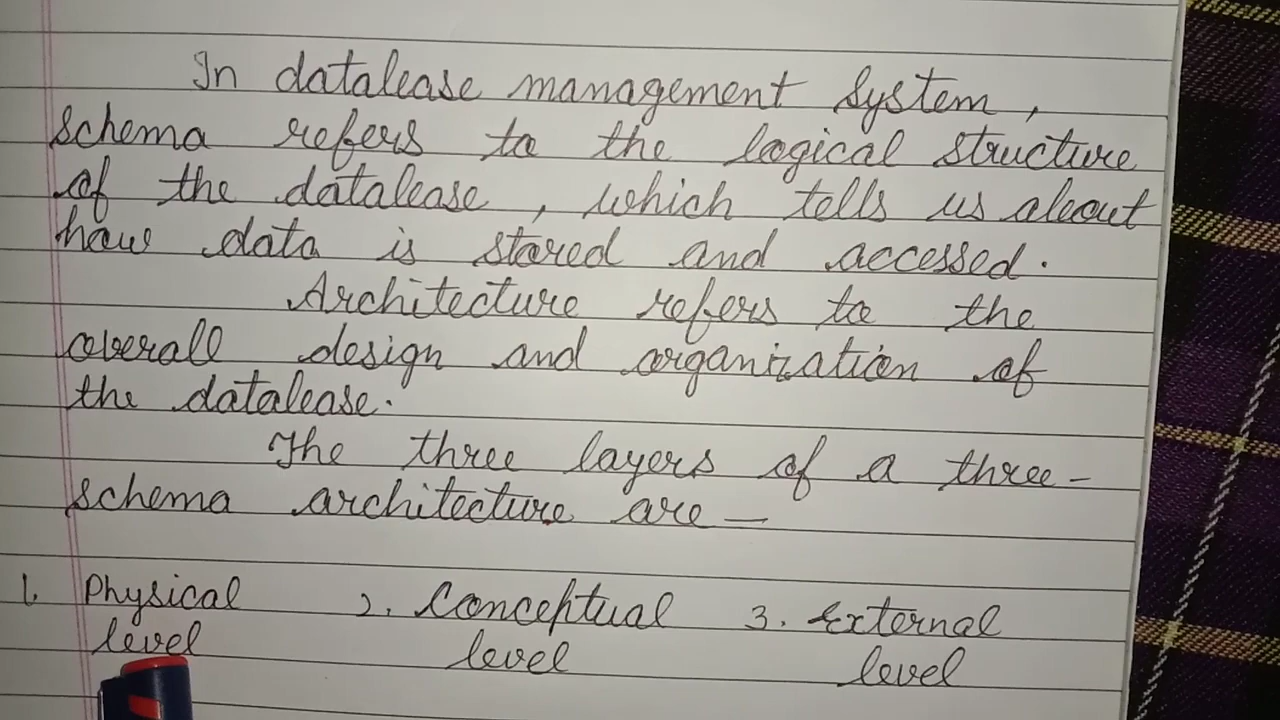 In database management System,
schema refers to the logical structure
of the database, which tells us about
how data is stored and accessed.
Architecture refers to the
overall design and organization of
the database.
The three layers of a three-
schema architecture are —
1. Physical 2. Conceptual 3. External
level level level